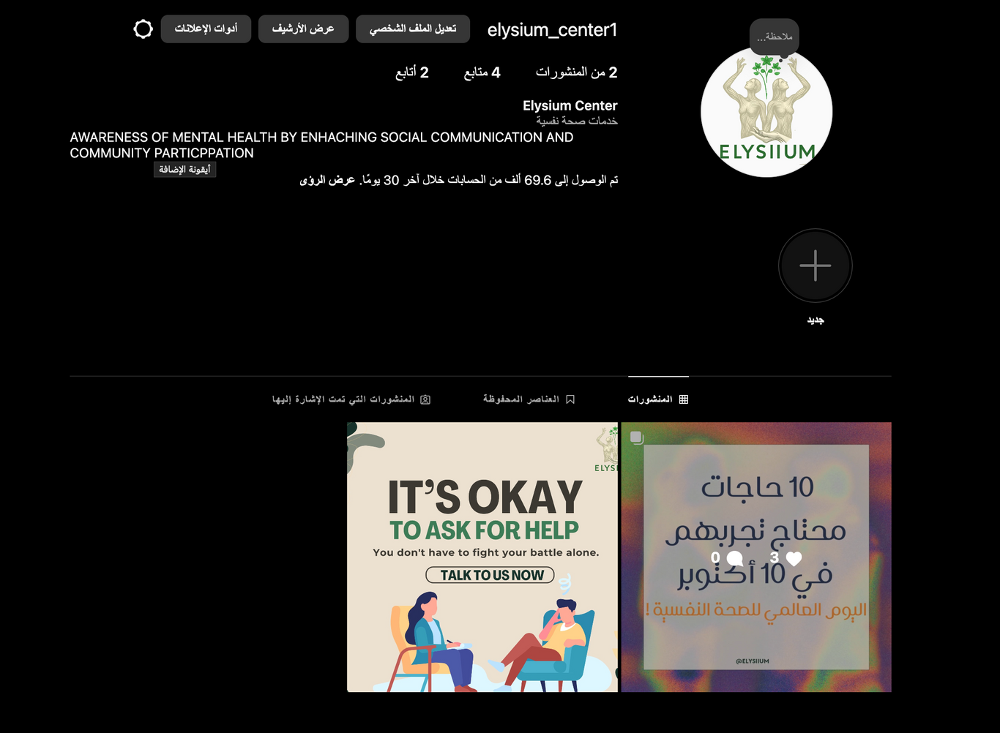 elysium_center1
تعديل الملف الشخصي
عرض الأرشيف
أدوات الإعلانات
ملاحظة...
2 من المنشورات
4 متابع
2 أتابع
Elysium Center
خدمات صحة نفسية
AWARENESS OF MENTAL HEALTH BY ENHACHING SOCIAL COMMUNICATION AND
COMMUNITY PARTICPPATION
أيقونة الإضافة
تم الوصول إلى 69.6 ألف من الحسابات خلال آخر 30 يومًا. عرض الرؤى
ELYSIIUM
جديد
المنشورات
العناصر المحفوظة
المنشورات التي تمت الإشارة إليها
10 حاجات
محتاج تجربهم
3
0
في 10 أكتوبر
اليوم العالمي للصحة النفسية !
@ELYSIIUM
ELYSI
IT'S OKAY
TO ASK FOR HELP
You don't have to fight your battle alone.
TALK TO US NOW